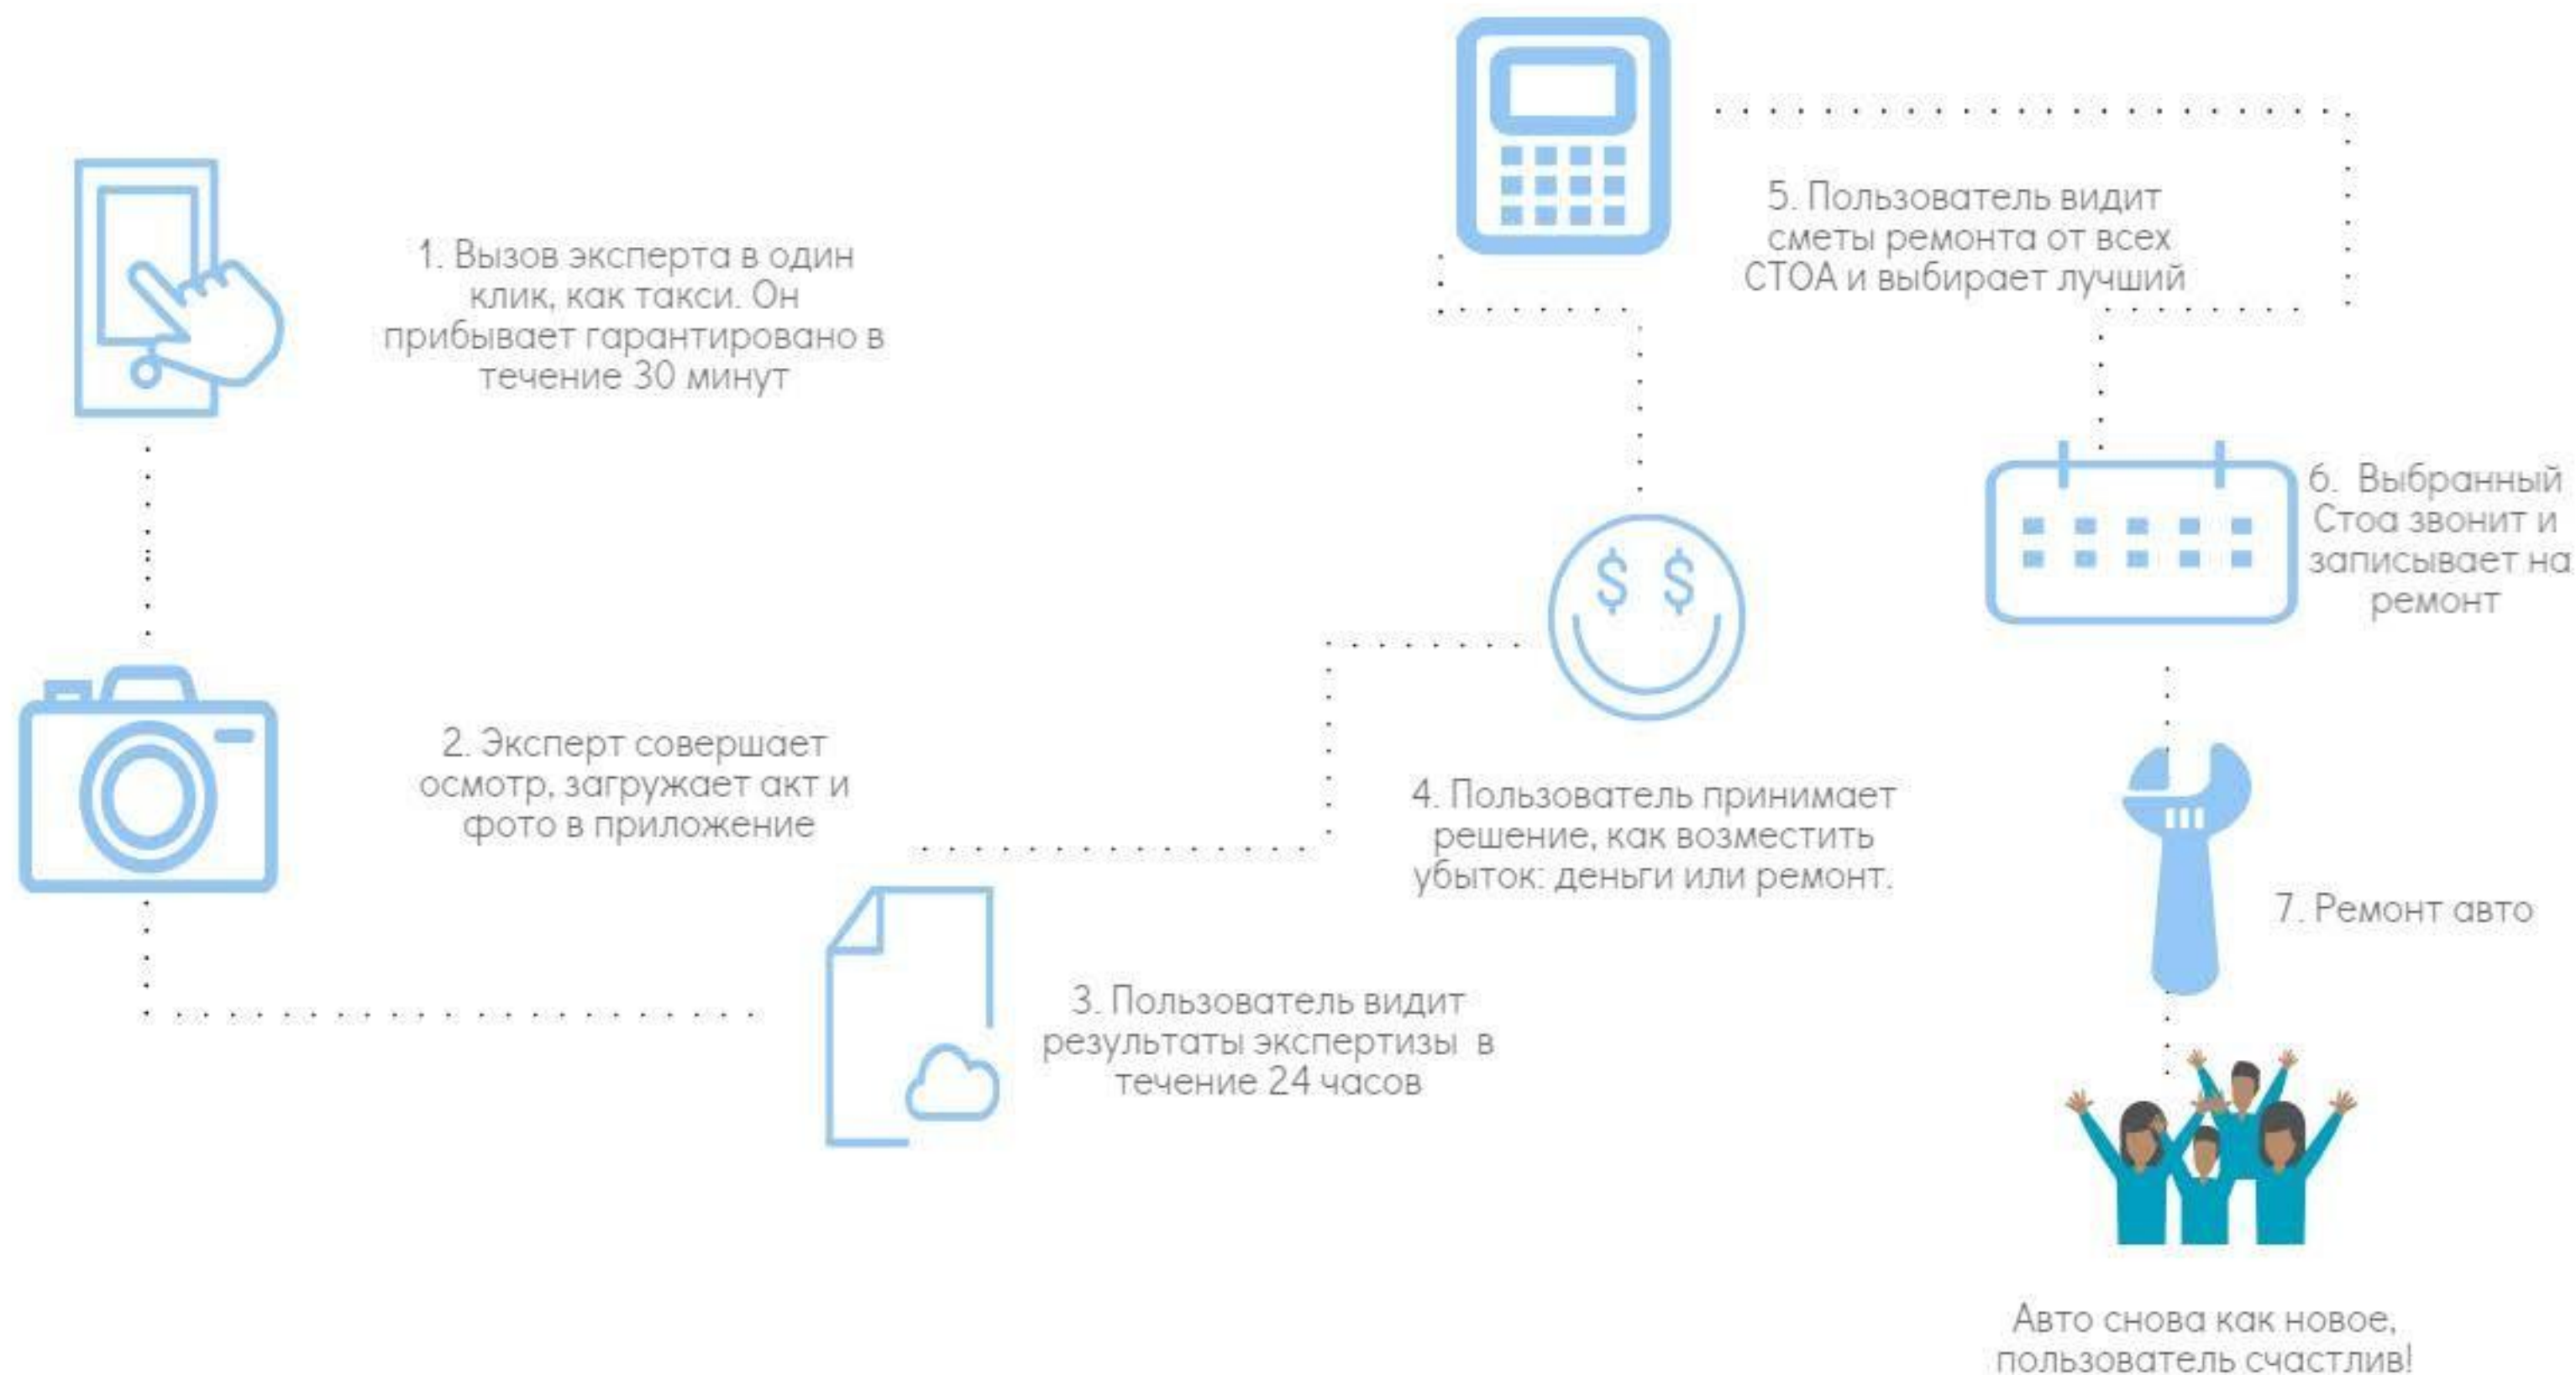 1. Вызов эксперта в один
клик, как такси. Он
прибывает гарантировано в
течение 30 минут
2. Эксперт совершает
осмотр, загружает акт и
фото в приложение
3. Пользователь видит
результаты экспертизы в
течение 24 часов
$ $
4. Пользователь принимает
решение, как возместить
убыток: деньги или ремонт.
5. Пользователь видит
сметы ремонта от всех
СТОА и выбирает лучший
6. Выбранный
Стоа звонит и
записывает на
ремонт
7. Ремонт авто
Авто снова как новое,
пользователь счастлив!